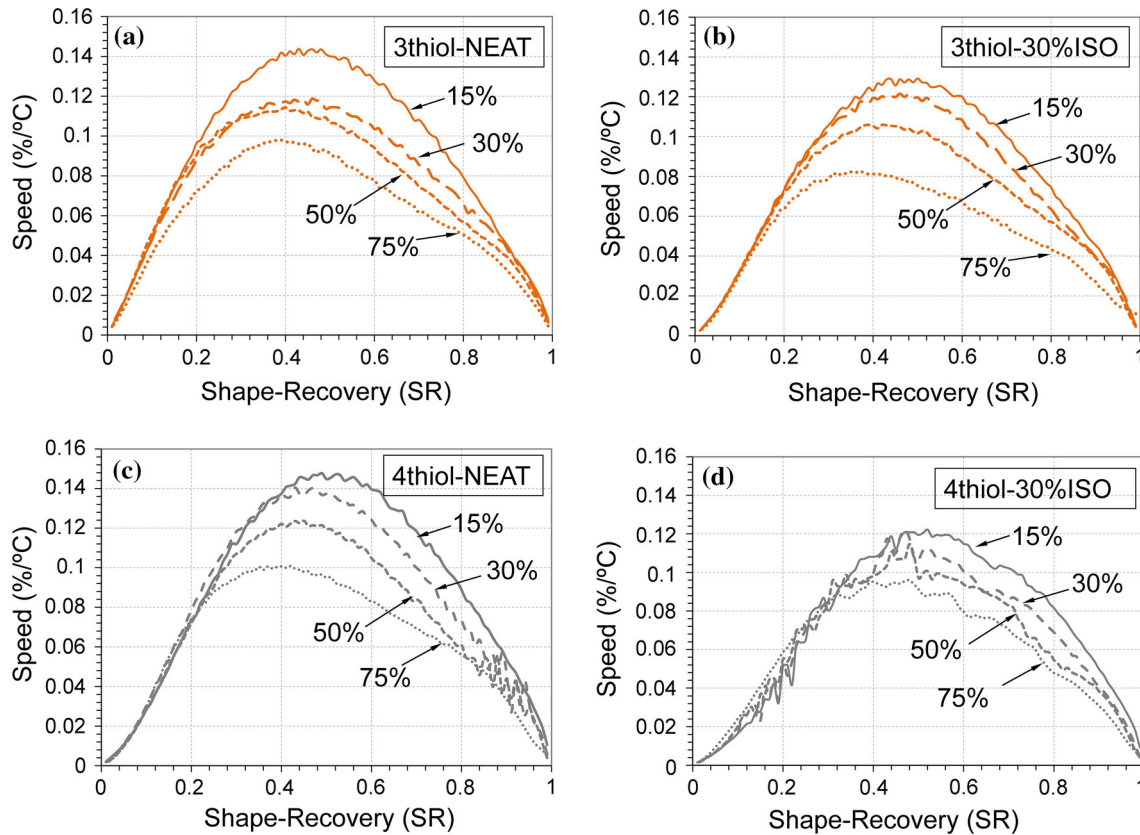 (a)
3thiol-NEAT
0.16
0.14
0.12
0.1
0.08
0.06
0.04
0.02
0
Speed (%/ºC)
15%
30%
50%
75%
0 0.2 0.4 0.6 0.8 1
Shape-Recovery (SR)
(b)
3thiol-30%ISO
0.16
0.14
0.12
0.1
0.08
0.06
0.04
0.02
0
Speed (%/ºC)
15%
30%
50%
75%
0 0.2 0.4 0.6 0.8 1
Shape-Recovery (SR)
(c)
4thiol-NEAT
0.16
0.14
0.12
0.1
0.08
0.06
0.04
0.02
0
Speed (%/ºC)
15%
30%
50%
75%
0 0.2 0.4 0.6 0.8 1
Shape-Recovery (SR)
(d)
4thiol-30%ISO
0.16
0.14
0.12
0.1
0.08
0.06
0.04
0.02
0
Speed (%/ºC)
15%
30%
50%
75%
0 0.2 0.4 0.6 0.8 1
Shape-Recovery (SR)